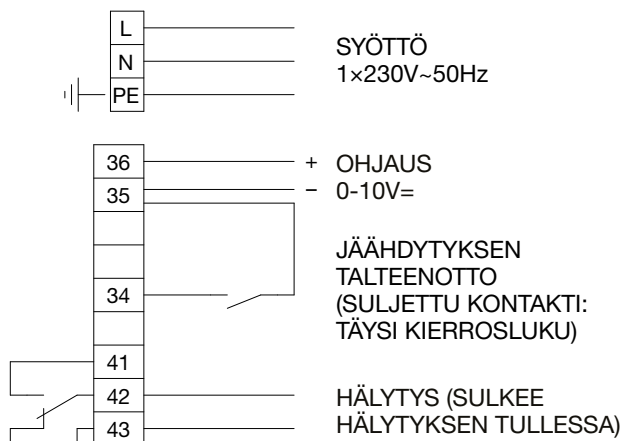 L
N
PE
SYÖTTÖ
1×230V~50Hz
36
35
34
41
42
43
+ OHJAUS
− 0-10V=
JÄÄHDYTYKSEN
TALTEENOTTO
(SULJETTU KONTAKTI:
TÄYSI KIERROSLUKU)
HÄLYTYS (SULKEE
HÄLYTYKSEN TULLESSA)